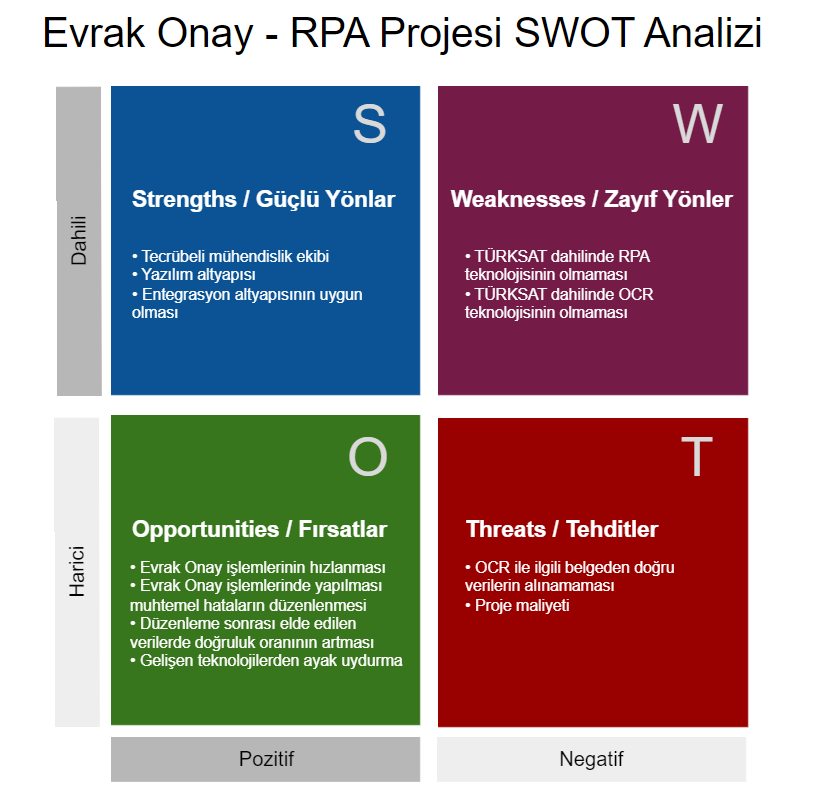 Evrak Onay - RPA Projesi SWOT Analizi
Dahili
S
Strengths / Güçlü Yönlar
• Tecrübeli mühendislik ekibi
• Yazılım altyapısı
• Entegrasyon altyapısının uygun
olması
W
Weaknesses / Zayıf Yönler
• TÜRKSAT dahilinde RPA
teknolojisinin olmaması
• TÜRKSAT dahilinde OCR
teknolojisinin olmaması
Harici
O
Opportunities / Fırsatlar
• Evrak Onay işlemlerinin hızlanması
• Evrak Onay işlemlerinde yapılması
muhtemel hataların düzenlenmesi
• Düzenleme sonrası elde edilen
verilerde doğruluk oranının artması
• Gelişen teknolojilerden ayak uydurma
T
Threats / Tehditler
• OCR ile ilgili belgeden doğru
verilerin alınamaması
• Proje maliyeti
Pozitif
Negatif